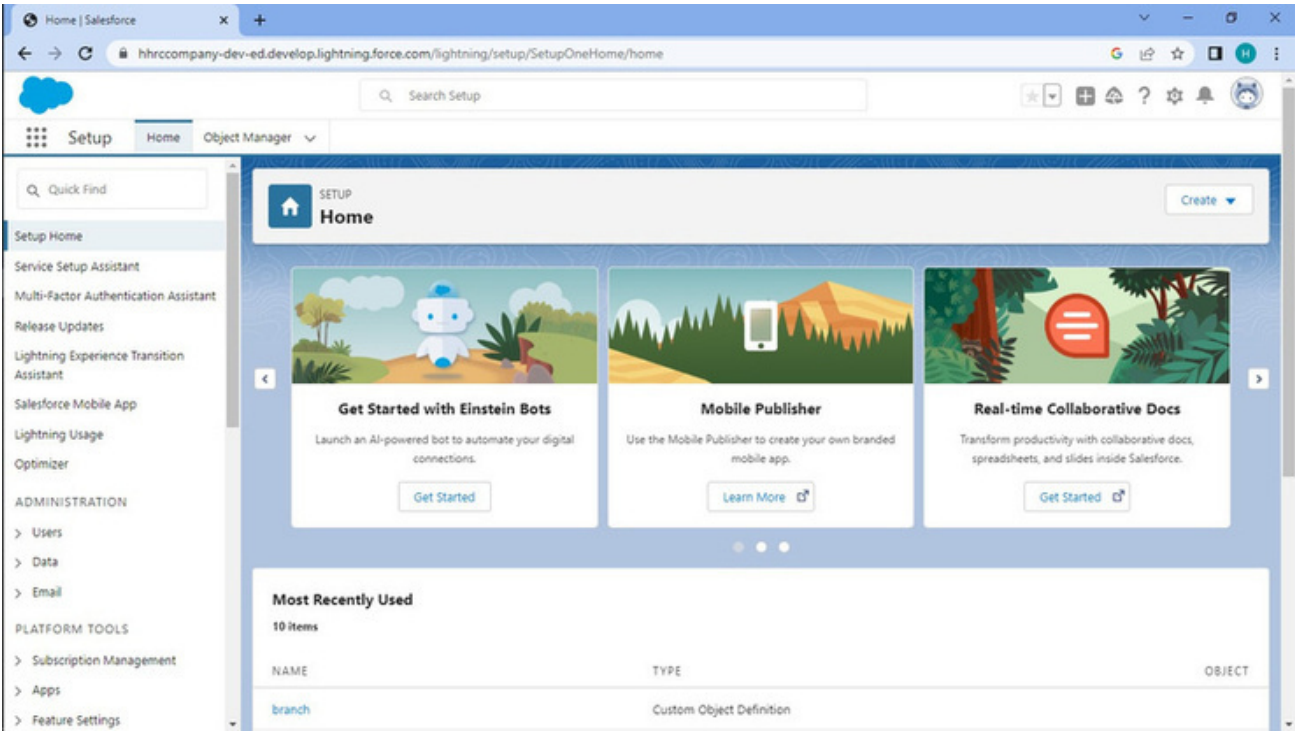 Home | Salesforce
hhrccompany-dev-ed.develop.lightning.force.com/lightning/setup/SetupOneHome/home
G
H
Search Setup
Setup
Home
Object Manager
Quick Find
Setup Home
Service Setup Assistant
Multi-Factor Authentication Assistant
Release Updates
Lightning Experience Transition
Assistant
Salesforce Mobile App
Lightning Usage
Optimizer
ADMINISTRATION
Users
Data
Email
PLATFORM TOOLS
Subscription Management
Apps
Feature Settings
SETUP
Home
Create
Get Started with Einstein Bots
Launch an AI-powered bot to automate your digital
connections.
Get Started
Mobile Publisher
Use the Mobile Publisher to create your own branded
mobile app.
Learn More
Real-time Collaborative Docs
Transform productivity with collaborative docs,
spreadsheets, and slides inside Salesforce.
Get Started
Most Recently Used
10 items
NAME TYPE OBJECT
branch Custom Object Definition